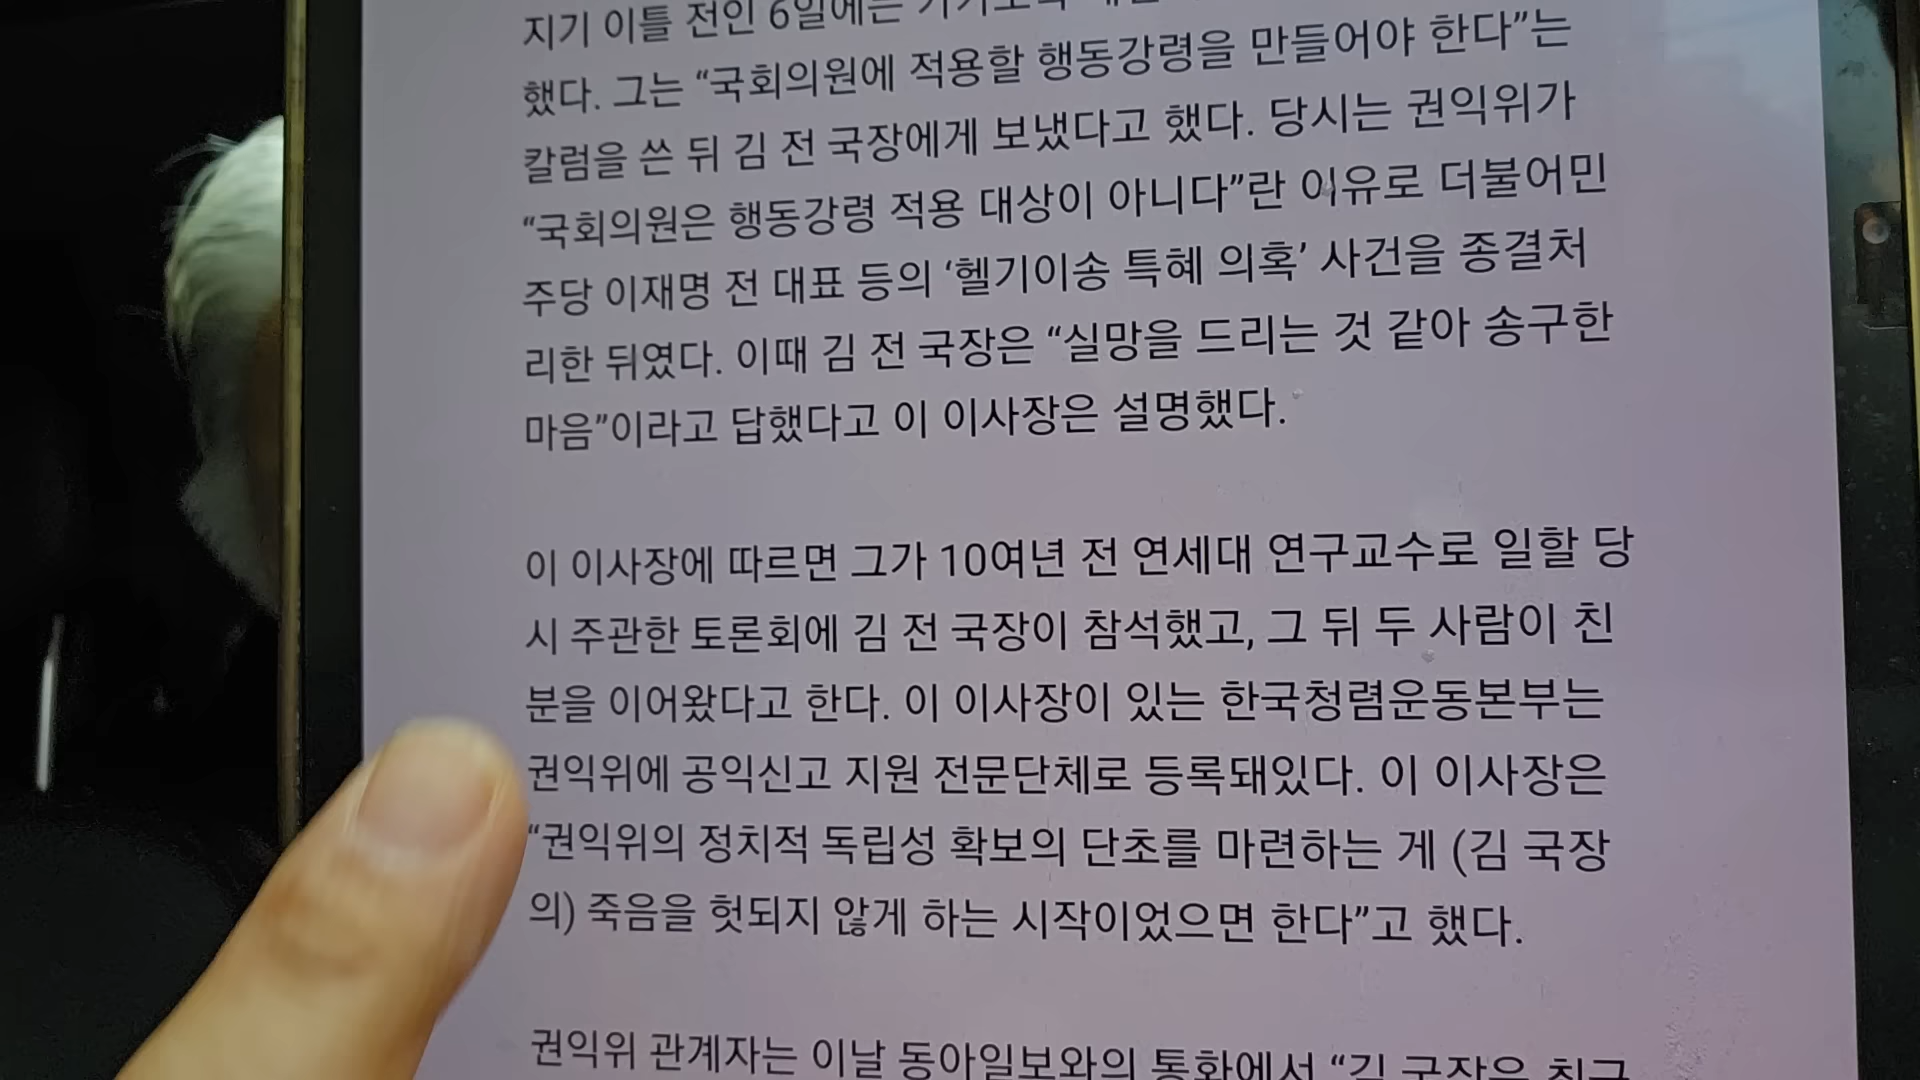 지기 이틀 전인 6일에는
했다. 그는 “국회의원에 적용할 행동강령을 만들어야 한다”는
칼럼을 쓴 뒤 김 전 국장에게 보냈다고 했다. 당시는 권익위가
“국회의원은 행동강령 적용 대상이 아니다”란 이유로 더불어민
주당 이재명 전 대표 등의 ‘헬기이송 특혜 의혹’ 사건을 종결처
리한 뒤였다. 이때 김 전 국장은 “실망을 드리는 것 같아 송구한
마음”이라고 답했다고 이 이사장은 설명했다.
이 이사장에 따르면 그가 10여년 전 연세대 연구교수로 일할 당
시 주관한 토론회에 김 전 국장이 참석했고, 그 뒤 두 사람이 친
분을 이어왔다고 한다. 이 이사장이 있는 한국청렴운동본부는
권익위에 공익신고 지원 전문단체로 등록돼있다. 이 이사장은
“권익위의 정치적 독립성 확보의 단초를 마련하는 게 (김 국장
의) 죽음을 헛되지 않게 하는 시작이었으면 한다”고 했다.
권익위 관계자는 이날 동아일보와의 통화에서 “김 국장은